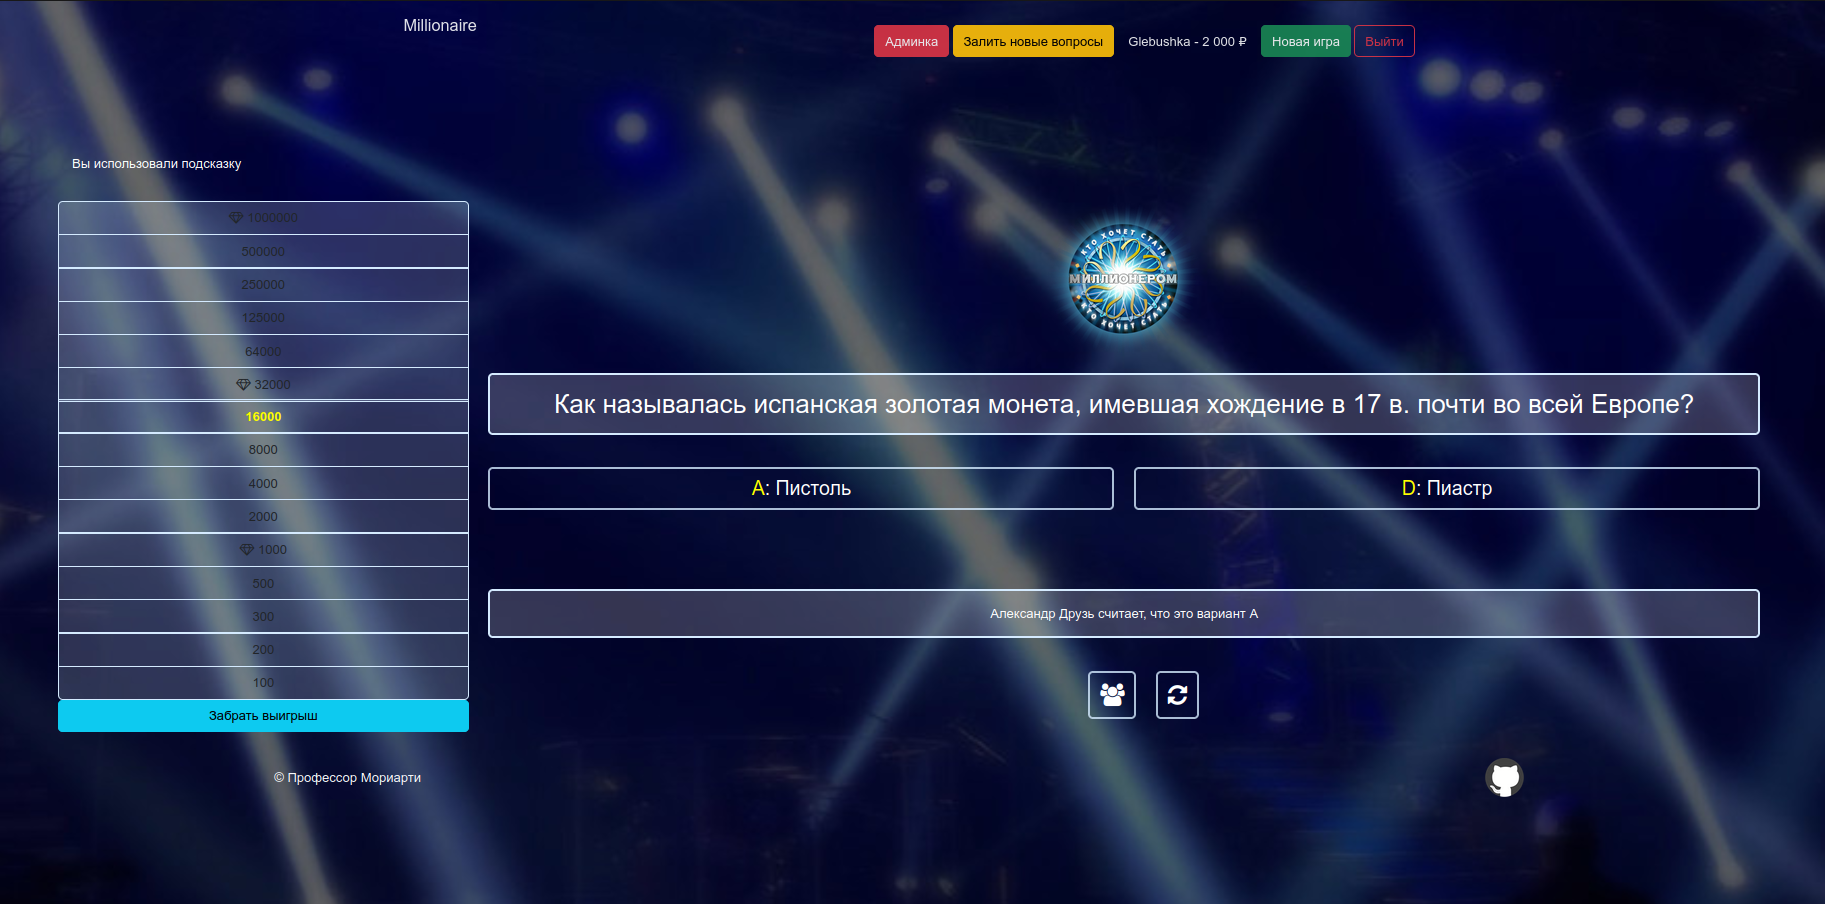 Millionaire
Админка
Залить новые вопросы
Glebushka - 2 000 ₽
Новая игра
Выйти
Вы использовали подсказку
1000000
500000
250000
125000
64000
32000
16000
8000
4000
2000
1000
500
300
200
100
Забрать выигрыш
КТО ХОЧЕТ СТАТЬ
МИЛЛИОНЕРОМ
КТО ХОЧЕТ СТАТЬ
Как называлась испанская золотая монета, имевшая хождение в 17 в. почти во всей Европе?
A: Пистоль
D: Пиастр
Александр Друзь считает, что это вариант A
© Профессор Мориарти